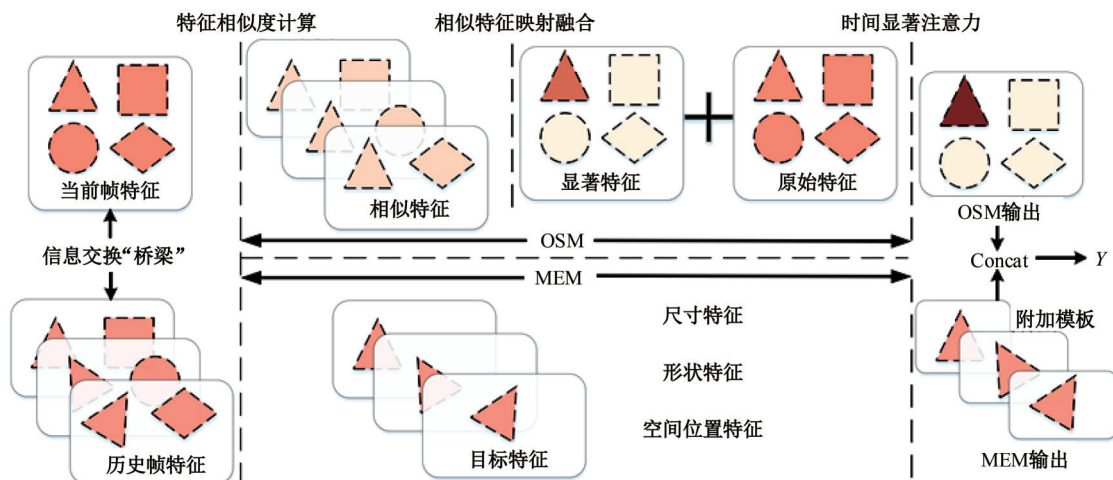 特征相似度计算
相似特征映射融合
时间显著注意力
当前帧特征
相似特征
显著特征
原始特征
OSM输出
信息交换“桥梁”
OSM
MEM
Concat
Y
尺寸特征
附加模板
形状特征
空间位置特征
历史帧特征
目标特征
MEM输出